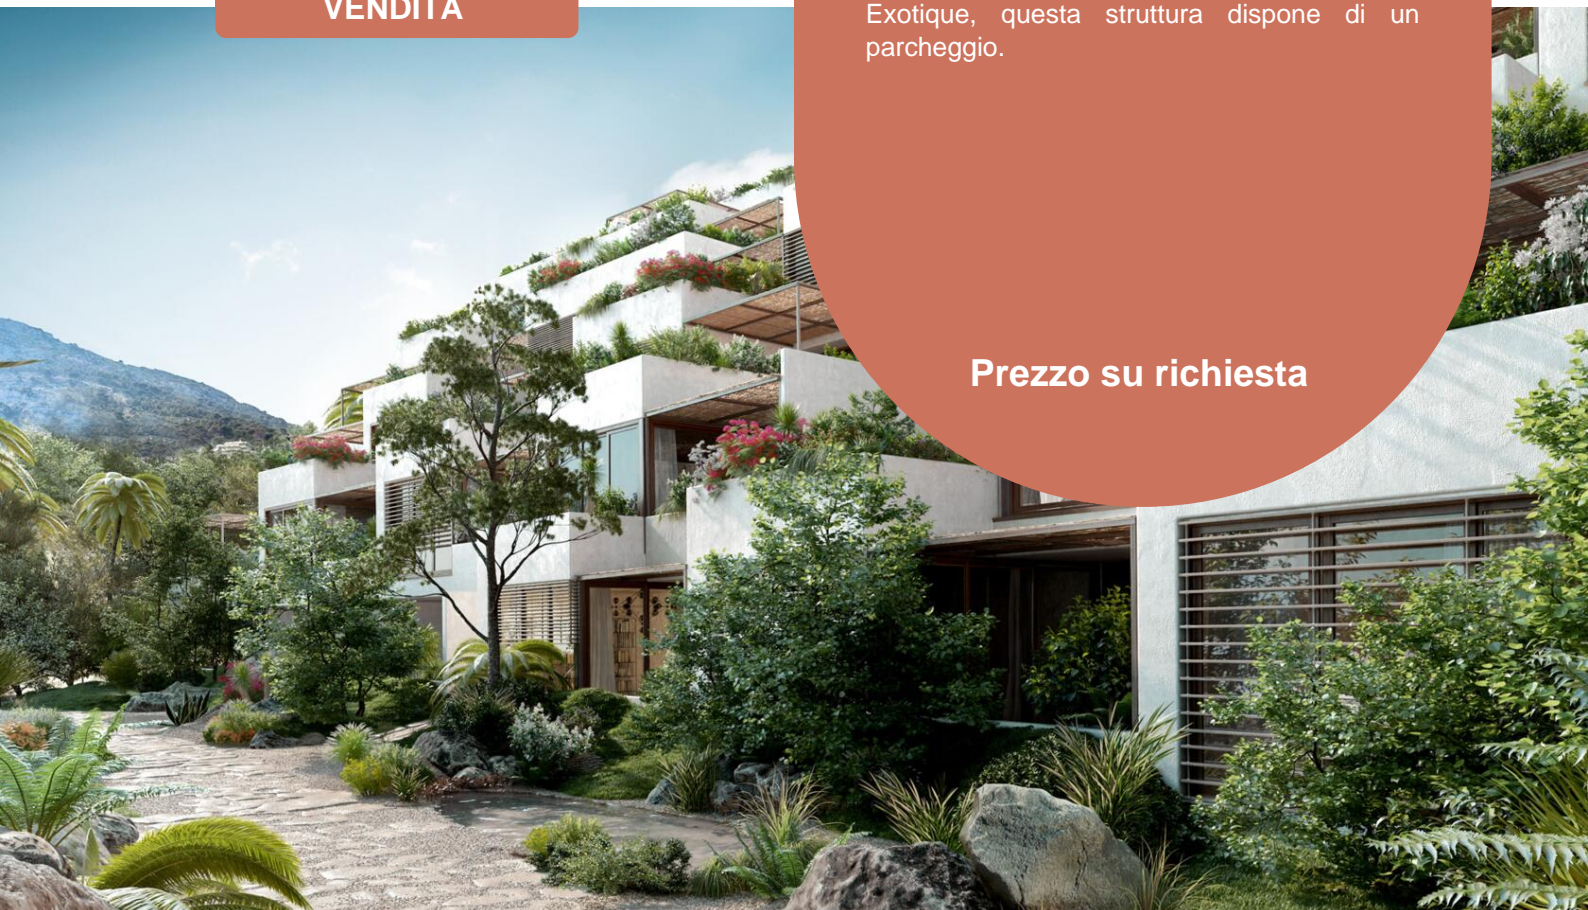 VENDITA
Exotique, questa struttura dispone di un
parcheggio.
Prezzo su richiesta